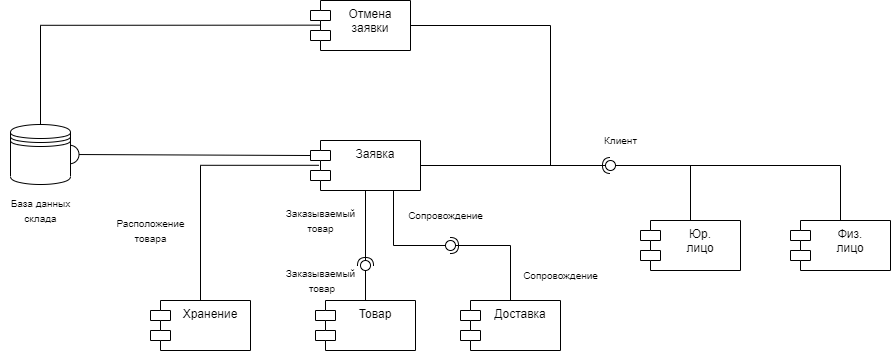 Отмена
заявки
Клиент
Заявка
База данных
склада
Расположение
товара
Заказываемый
товар
Сопровождение
Юр.
лицо
Физ.
лицо
Заказываемый
товар
Сопровождение
Хранение
Товар
Доставка